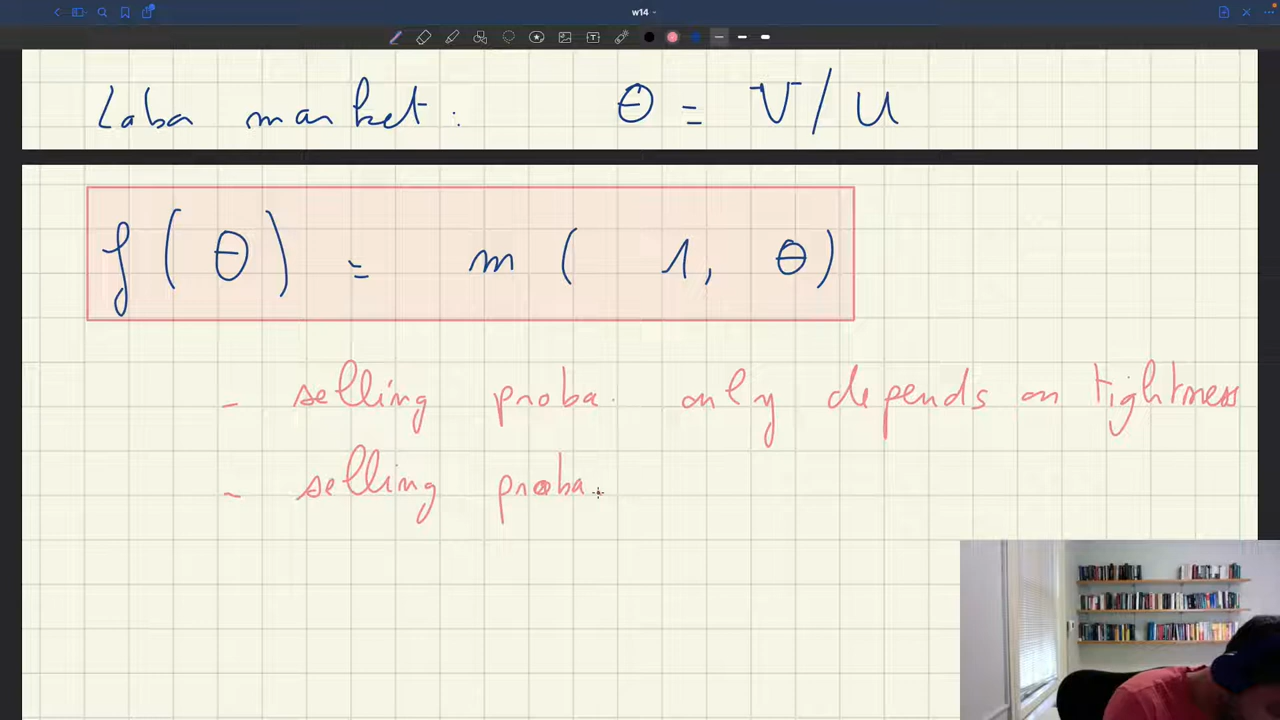 w14
Labor market: θ = V/U
f(θ) = m(1, θ)
- selling proba. only depends on tightness
- selling proba.